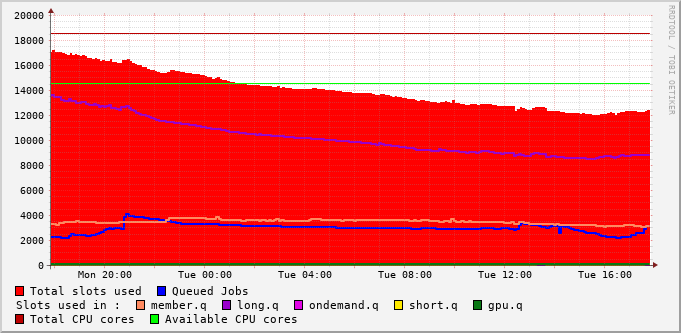 RRDTOOL / TOBI OETIKER
20000
18000
16000
14000
12000
10000
8000
6000
4000
2000
0
Mon 20:00 Tue 00:00 Tue 04:00 Tue 08:00 Tue 12:00 Tue 16:00
Total slots used Queued Jobs
Slots used in : member.q long.q ondemand.q short.q gpu.q
Total CPU cores Available CPU cores